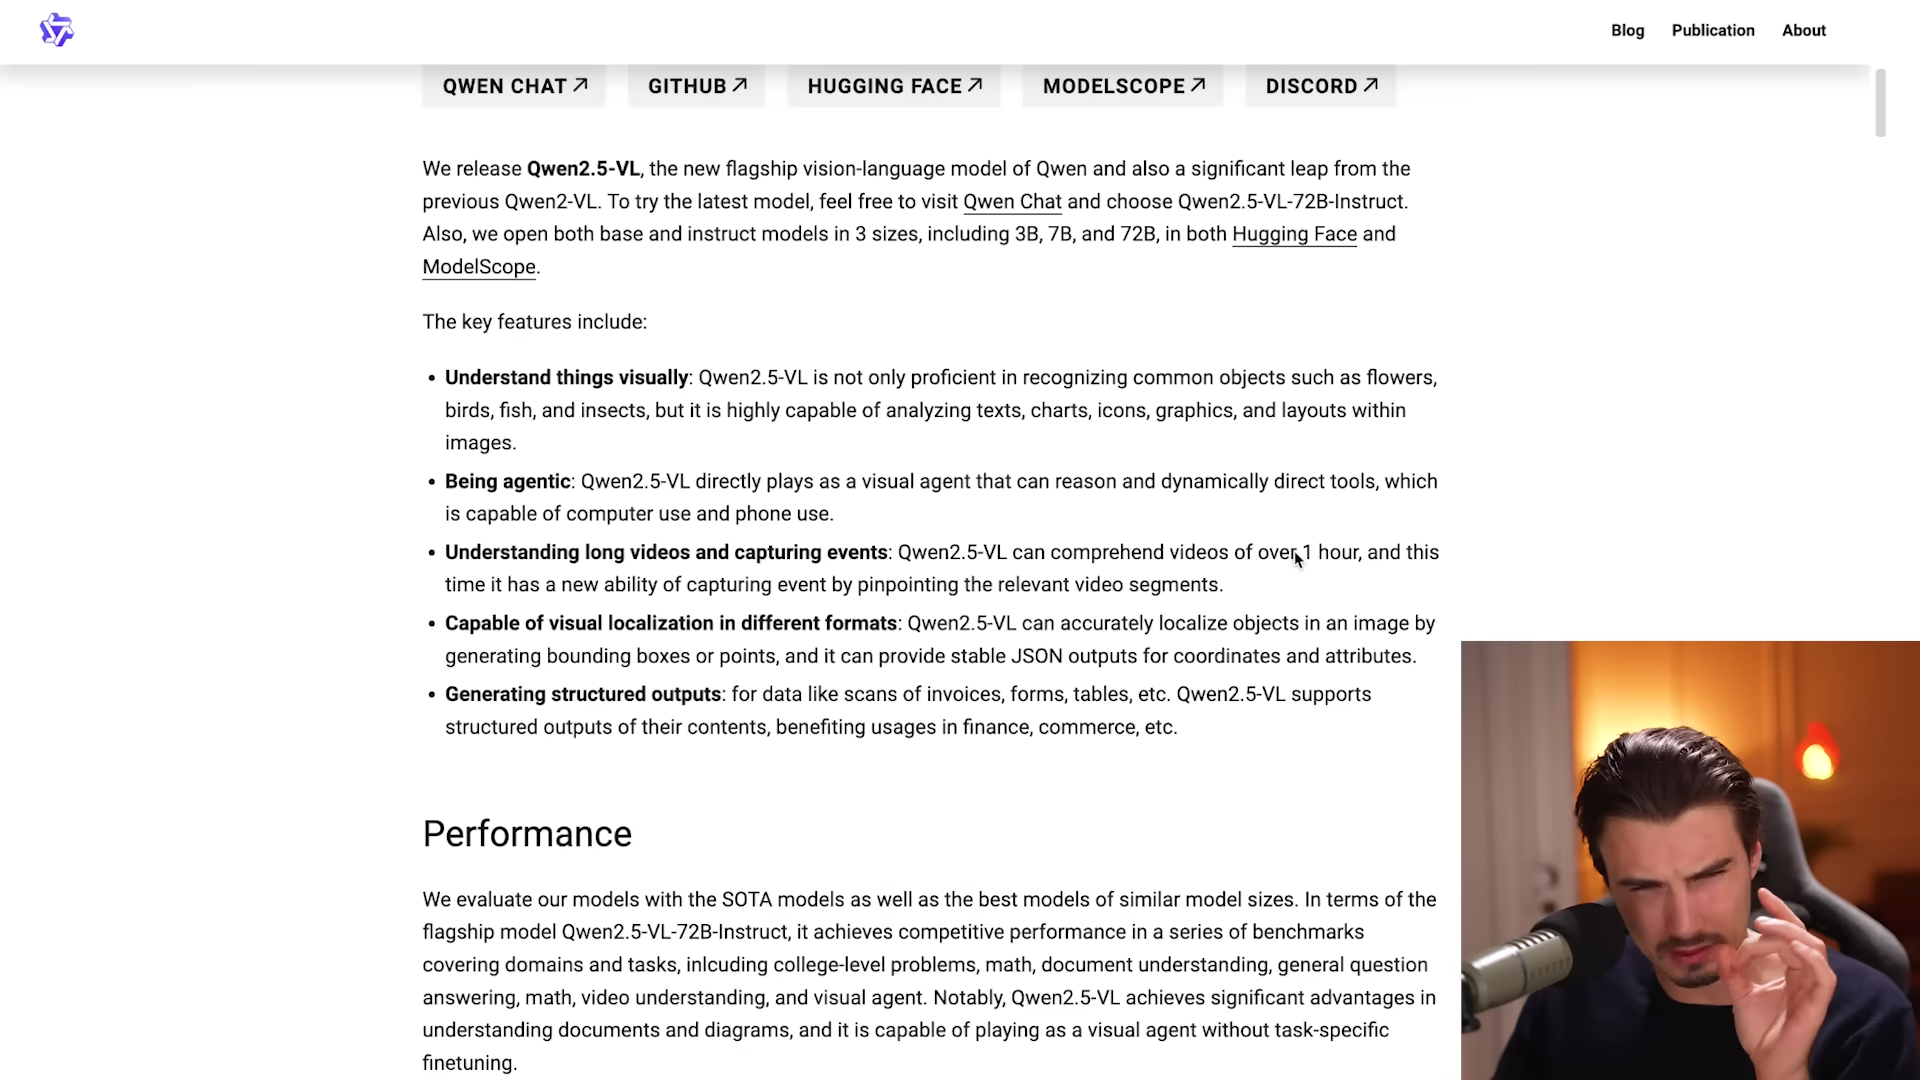 Blog Publication About
QWEN CHAT GITHUB HUGGING FACE MODELSCOPE DISCORD
We release Qwen2.5-VL, the new flagship vision-language model of Qwen and also a significant leap from the
previous Qwen2-VL. To try the latest model, feel free to visit Qwen Chat and choose Qwen2.5-VL-72B-Instruct.
Also, we open both base and instruct models in 3 sizes, including 3B, 7B, and 72B, in both Hugging Face and
ModelScope.
The key features include:
• Understand things visually: Qwen2.5-VL is not only proficient in recognizing common objects such as flowers,
birds, fish, and insects, but it is highly capable of analyzing texts, charts, icons, graphics, and layouts within
images.
• Being agentic: Qwen2.5-VL directly plays as a visual agent that can reason and dynamically direct tools, which
is capable of computer use and phone use.
• Understanding long videos and capturing events: Qwen2.5-VL can comprehend videos of over 1 hour, and this
time it has a new ability of capturing event by pinpointing the relevant video segments.
• Capable of visual localization in different formats: Qwen2.5-VL can accurately localize objects in an image by
generating bounding boxes or points, and it can provide stable JSON outputs for coordinates and attributes.
• Generating structured outputs: for data like scans of invoices, forms, tables, etc. Qwen2.5-VL supports
structured outputs of their contents, benefiting usages in finance, commerce, etc.
Performance
We evaluate our models with the SOTA models as well as the best models of similar model sizes. In terms of the
flagship model Qwen2.5-VL-72B-Instruct, it achieves competitive performance in a series of benchmarks
covering domains and tasks, inlcuding college-level problems, math, document understanding, general question
answering, math, video understanding, and visual agent. Notably, Qwen2.5-VL achieves significant advantages in
understanding documents and diagrams, and it is capable of playing as a visual agent without task-specific
finetuning.